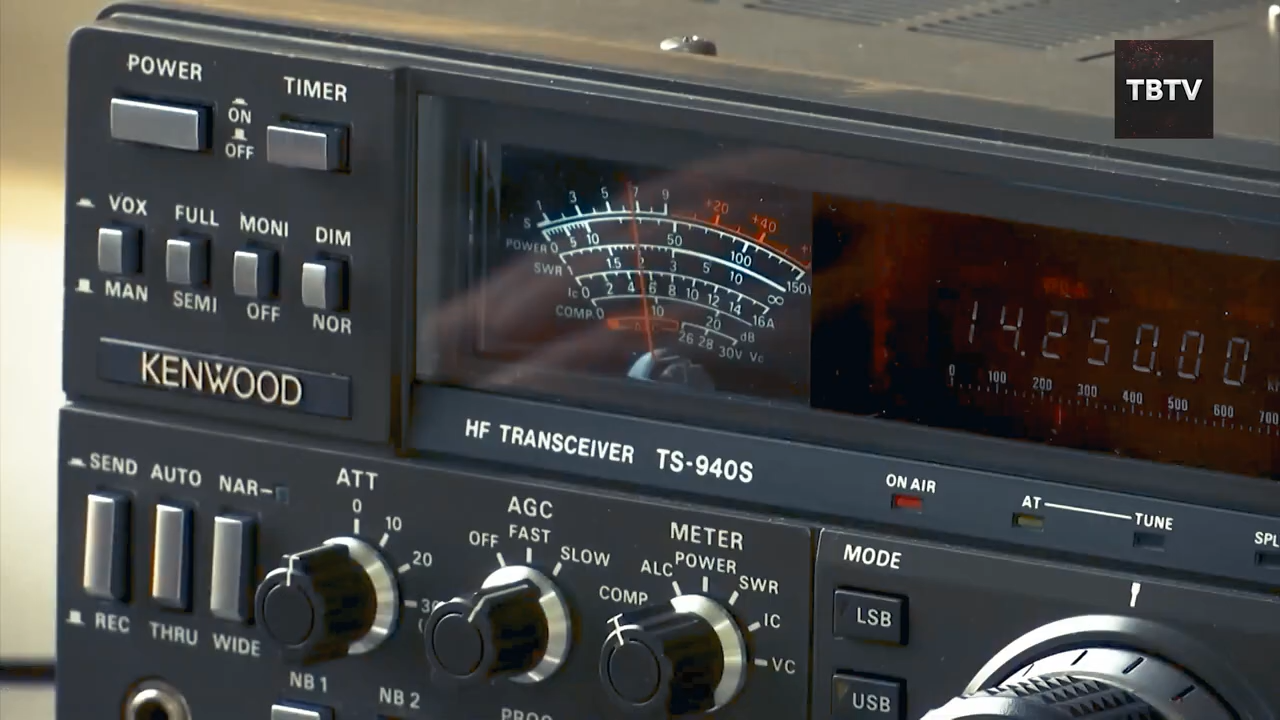 TBTV
POWER
TIMER
ON
OFF
VOX FULL MONI DIM
MAN SEMI OFF NOR
KENWOOD
S 1 3 5 7 9 +20 +40
POWER 0 5 10 50 100 150
SWR 1 1.5 2 3 5 10 ∞
Ic 0 2 4 6 8 10 12 14 16A
COMP. 0 10 20 dB
26 28 30V Vc
14.250.00
0 100 200 300 400 500 600 700
HF TRANSCEIVER TS-940S
ON AIR
AT TUNE
SPL
SEND AUTO NAR
REC THRU WIDE
ATT
0 10 20 30
AGC
OFF FAST SLOW
METER
COMP ALC POWER SWR IC VC
MODE
LSB
USB
NB 1
NB 2
PROC